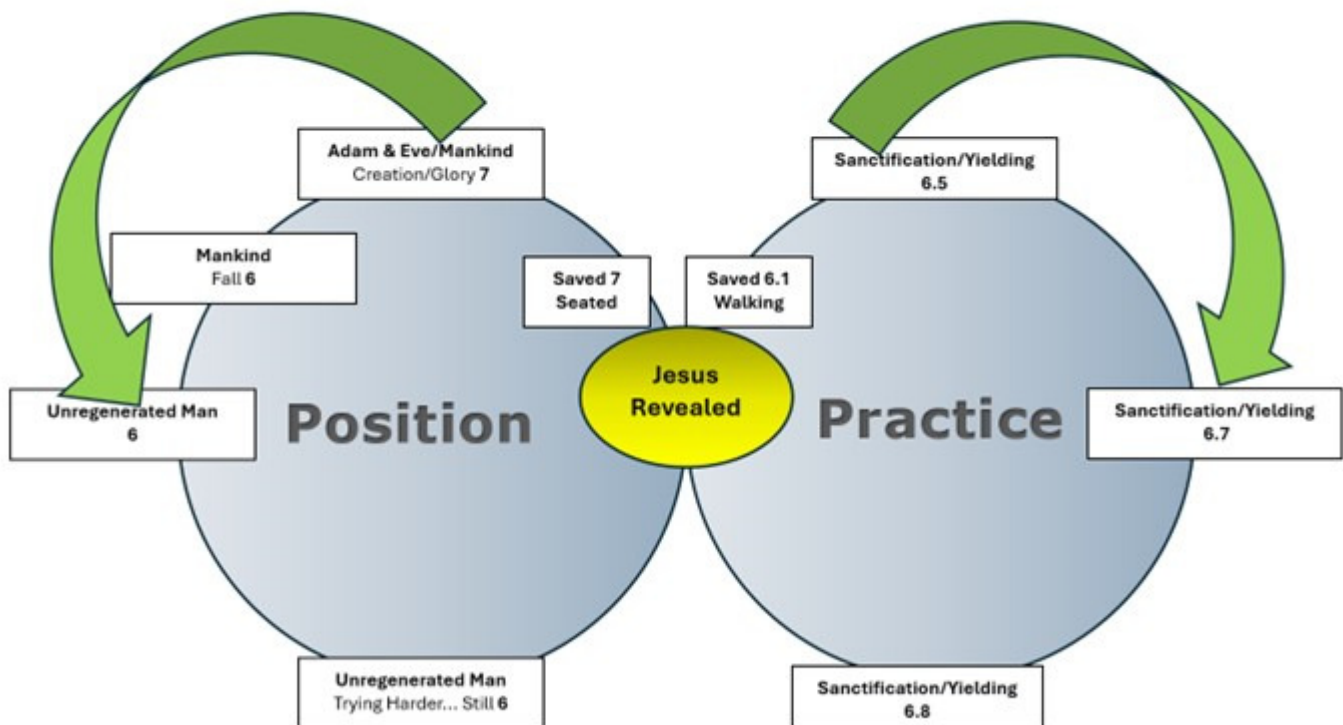 Adam & Eve/Mankind
Creation/Glory 7
Sanctification/Yielding
6.5
Mankind
Fall 6
Saved 7
Seated
Saved 6.1
Walking
Jesus
Revealed
Unregenerated Man
6
Position
Practice
Sanctification/Yielding
6.7
Unregenerated Man
Trying Harder... Still 6
Sanctification/Yielding
6.8